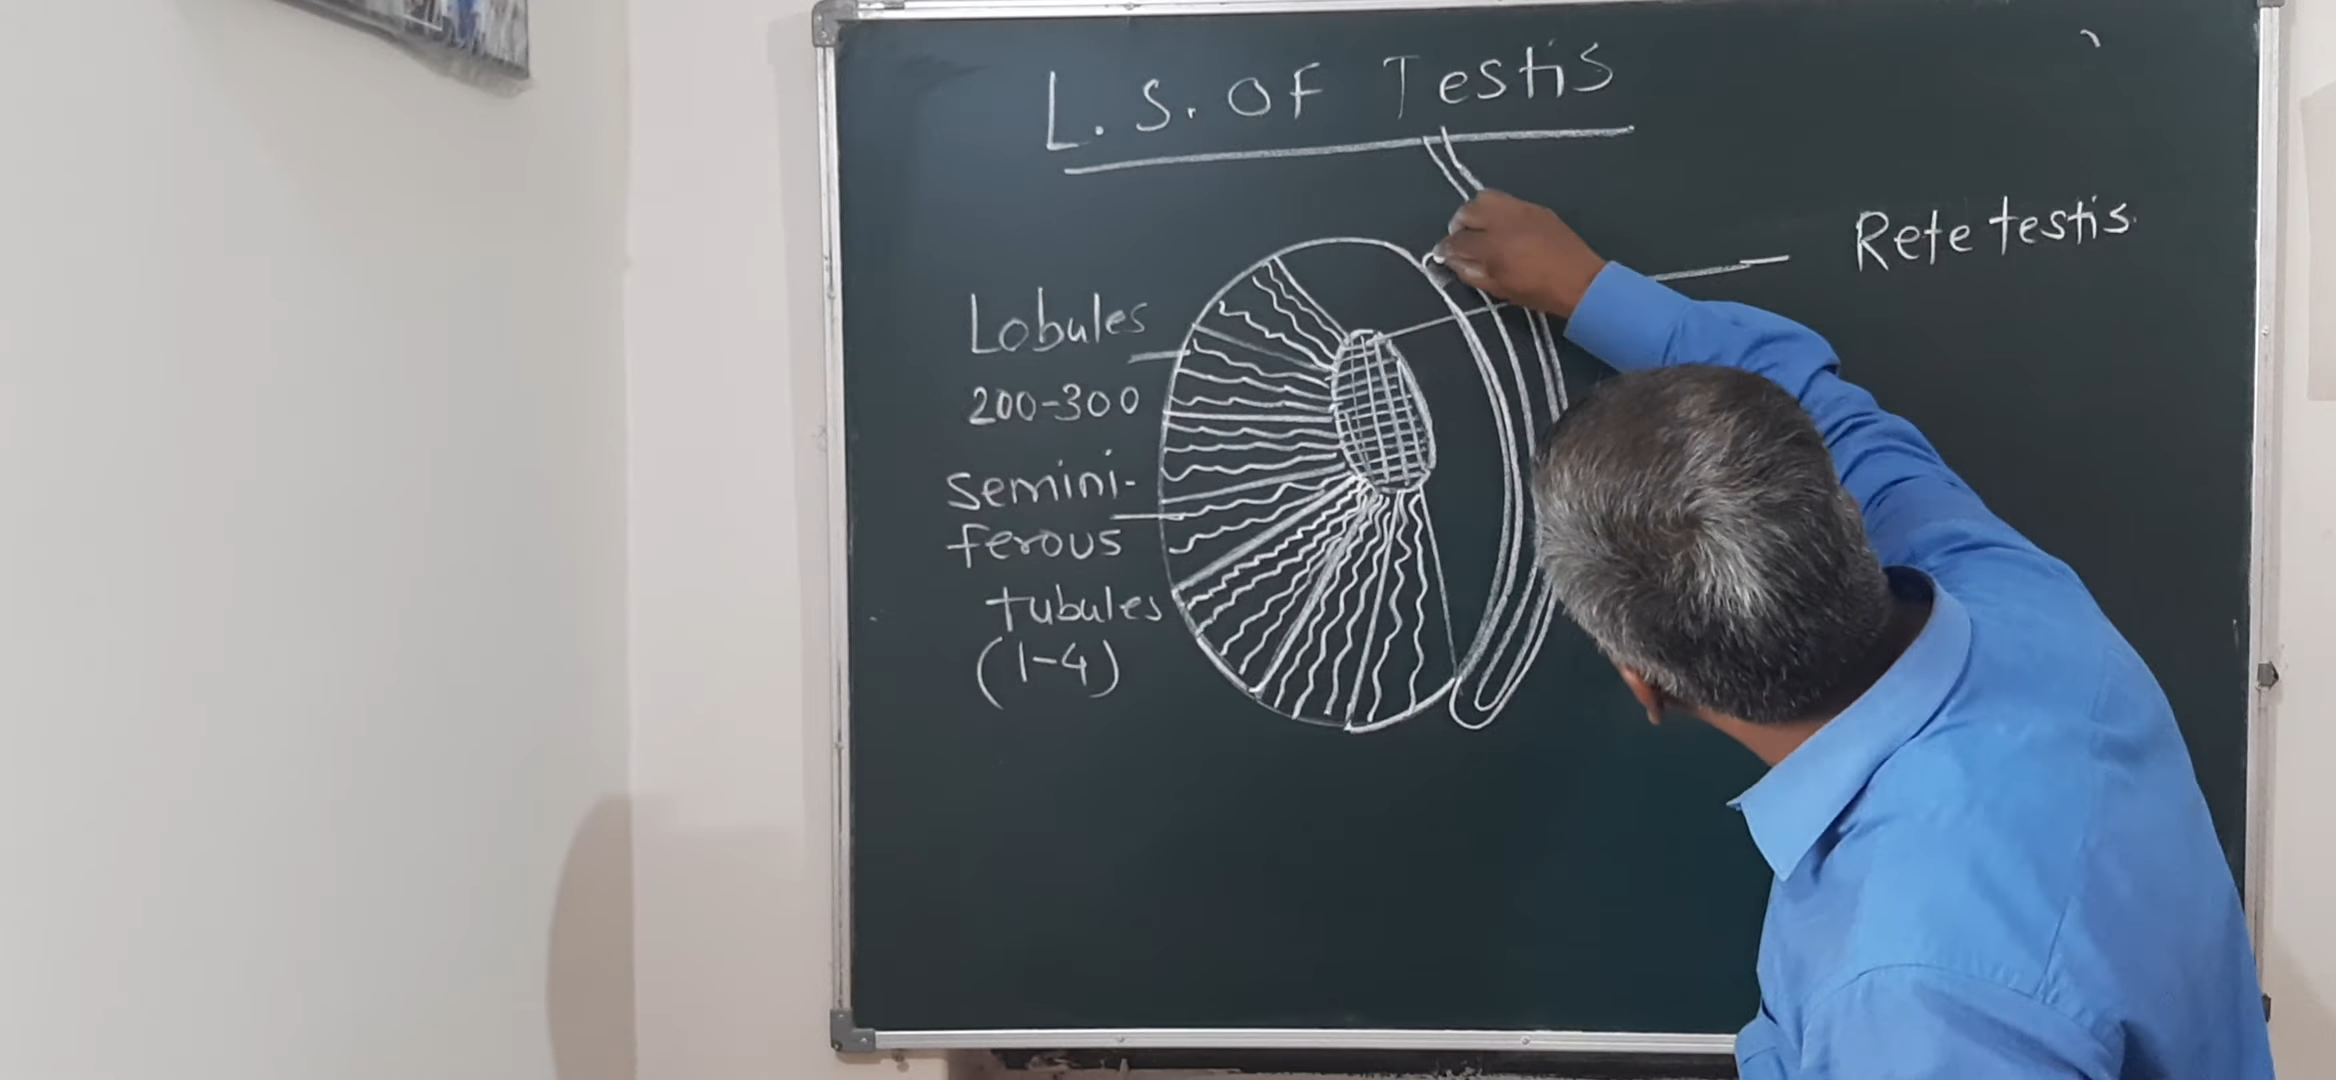 L. S. OF Testis
Rete testis
Lobules
200-300
semini-
ferous
tubules
(1-4)